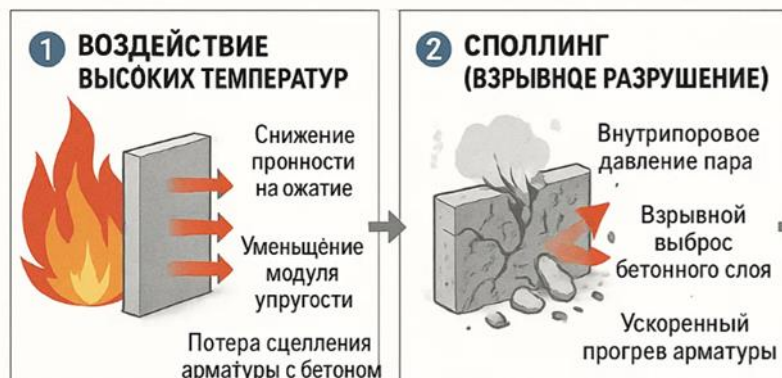 1 ВОЗДЕЙСТВИЕ
ВЫСОКИХ ТЕМПЕРАТУР
Снижение
пронности
на ожатие
Уменьщёние
модуля
упругости
Потера сцелления
арматуры с бетоном
2 СПОЛЛИНГ
(ВЗРЫВНQЕ РАЗРУШЕНИЕ)
Внутрипоровое
давление пара
Взрывной
выброс
бетонного слоя
Ускоренный
прогрев арматуры